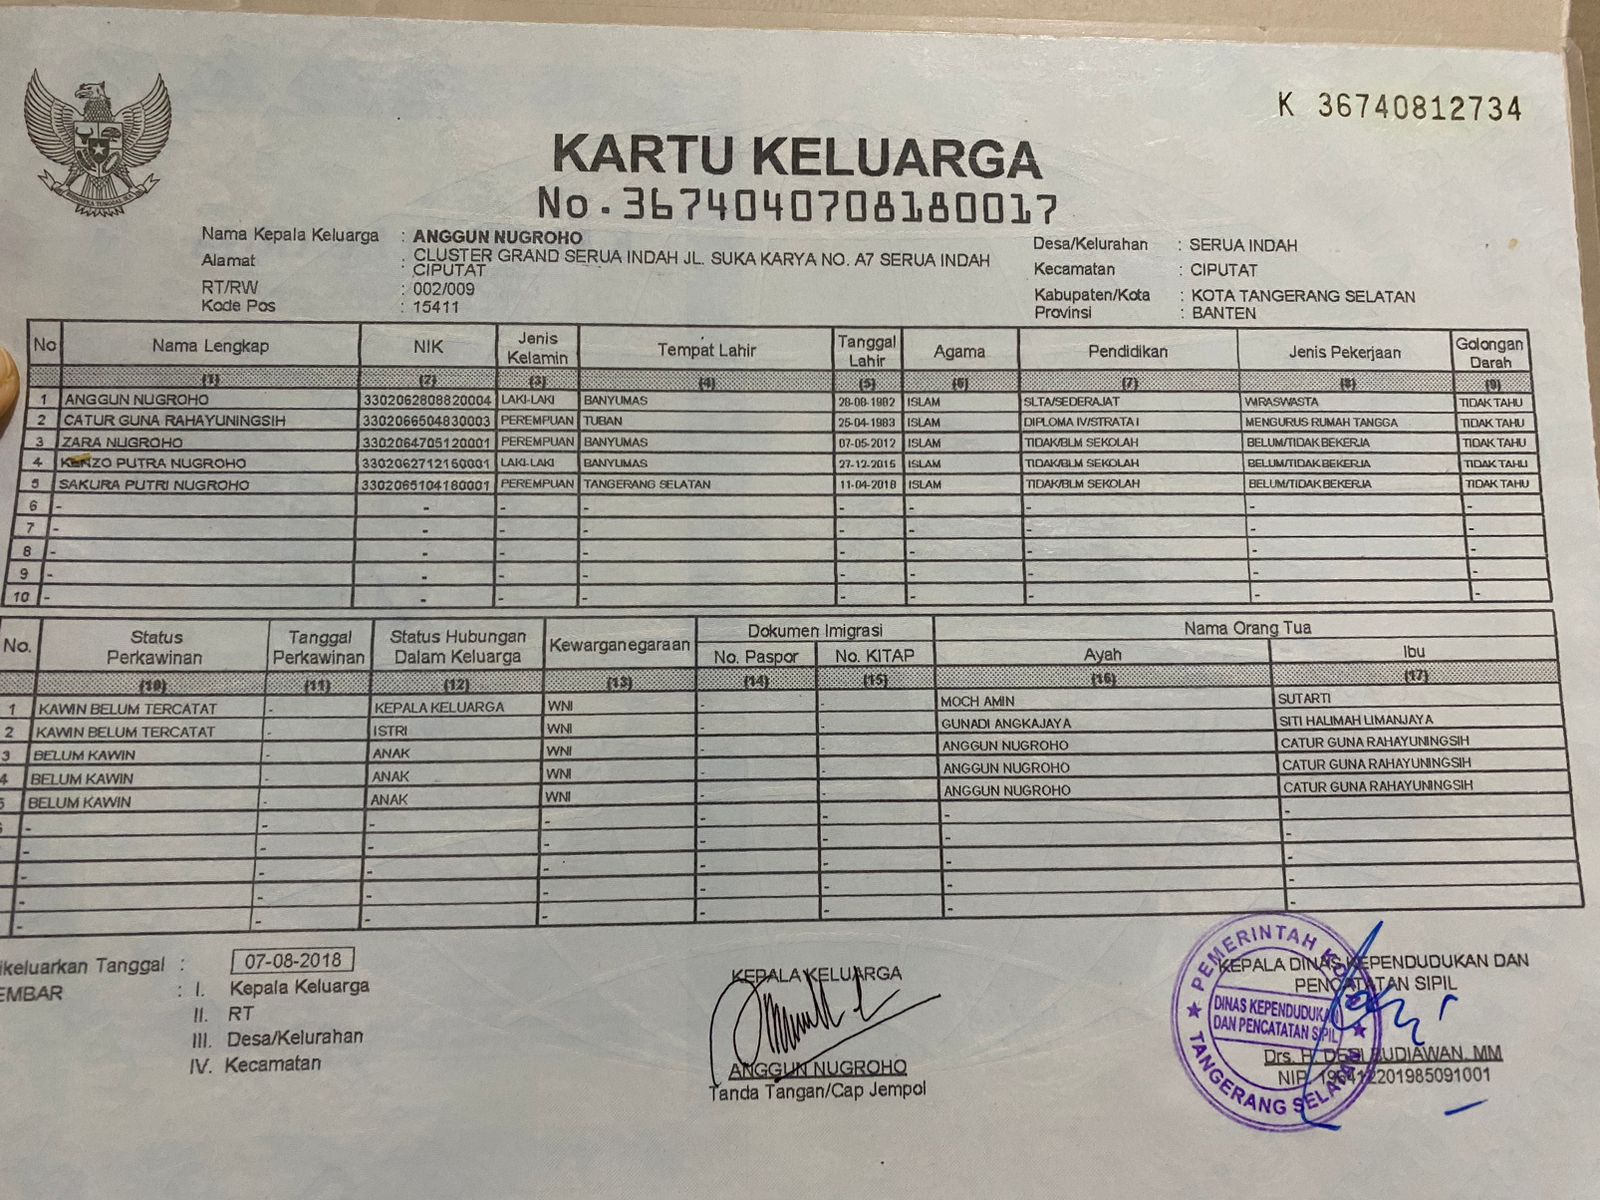 K 36740812734
KARTU KELUARGA
No. 3674040708180017
Nama Kepala Keluarga : ANGGUN NUGROHO
Alamat : CLUSTER GRAND SERUA INDAH JL. SUKA KARYA NO. A7 SERUA INDAH
CIPUTAT
RT/RW : 002/009
Kode Pos : 15411
Desa/Kelurahan : SERUA INDAH
Kecamatan : CIPUTAT
Kabupaten/Kota : KOTA TANGERANG SELATAN
Provinsi : BANTEN
No Nama Lengkap NIK Jenis Kelamin Tempat Lahir Tanggal Lahir Agama Pendidikan Jenis Pekerjaan Golongan Darah
(1) (2) (3) (4) (5) (6) (7) (8) (9)
1 ANGGUN NUGROHO 3302062808820004 LAKI-LAKI BANYUMAS 28-08-1982 ISLAM SLTA/SEDERAJAT WIRASWASTA TIDAK TAHU
2 CATUR GUNA RAHAYUNINGSIH 3302066504830003 PEREMPUAN TUBAN 25-04-1983 ISLAM DIPLOMA IV/STRATA I MENGURUS RUMAH TANGGA TIDAK TAHU
3 ZARA NUGROHO 3302064705120001 PEREMPUAN BANYUMAS 07-05-2012 ISLAM TIDAK/BLM SEKOLAH BELUM/TIDAK BEKERJA TIDAK TAHU
4 KENZO PUTRA NUGROHO 3302062712150001 LAKI-LAKI BANYUMAS 27-12-2015 ISLAM TIDAK/BLM SEKOLAH BELUM/TIDAK BEKERJA TIDAK TAHU
5 SAKURA PUTRI NUGROHO 3302065104180001 PEREMPUAN TANGERANG SELATAN 11-04-2018 ISLAM TIDAK/BLM SEKOLAH BELUM/TIDAK BEKERJA TIDAK TAHU
6 - - - - - - - - -
7 - - - - - - - - -
8 - - - - - - - - -
9 - - - - - - - - -
10 - - - - - - - - -
No. Status Perkawinan Tanggal Perkawinan Status Hubungan Dalam Keluarga Kewarganegaraan Dokumen Imigrasi Nama Orang Tua
No. Paspor No. KITAP Ayah Ibu
(10) (11) (12) (13) (14) (15) (16) (17)
1 KAWIN BELUM TERCATAT - KEPALA KELUARGA WNI - - MOCH AMIN SUTARTI
2 KAWIN BELUM TERCATAT - ISTRI WNI - - GUNADI ANGKAJAYA SITI HALIMAH LIMANJAYA
3 BELUM KAWIN - ANAK WNI - - ANGGUN NUGROHO CATUR GUNA RAHAYUNINGSIH
4 BELUM KAWIN - ANAK WNI - - ANGGUN NUGROHO CATUR GUNA RAHAYUNINGSIH
5 BELUM KAWIN - ANAK WNI - - ANGGUN NUGROHO CATUR GUNA RAHAYUNINGSIH
- - - - - - - -
- - - - - - - -
- - - - - - - -
- - - - - - - -
- - - - - - - -
ikeluarkan Tanggal : 07-08-2018
EMBAR : I. Kepala Keluarga
II. RT
III. Desa/Kelurahan
IV. Kecamatan
KEPALA KELUARGA
ANGGUN NUGROHO
Tanda Tangan/Cap Jempol
KEPALA DINAS KEPENDUDUKAN DAN
PENCATATAN SIPIL
Drs. H. DEDI BUDIAWAN, MM
NIP. 196412201985091001
PEMERINTAH KOTA
DINAS KEPENDUDUKAN
DAN PENCATATAN SIPIL
TANGERANG SELATAN